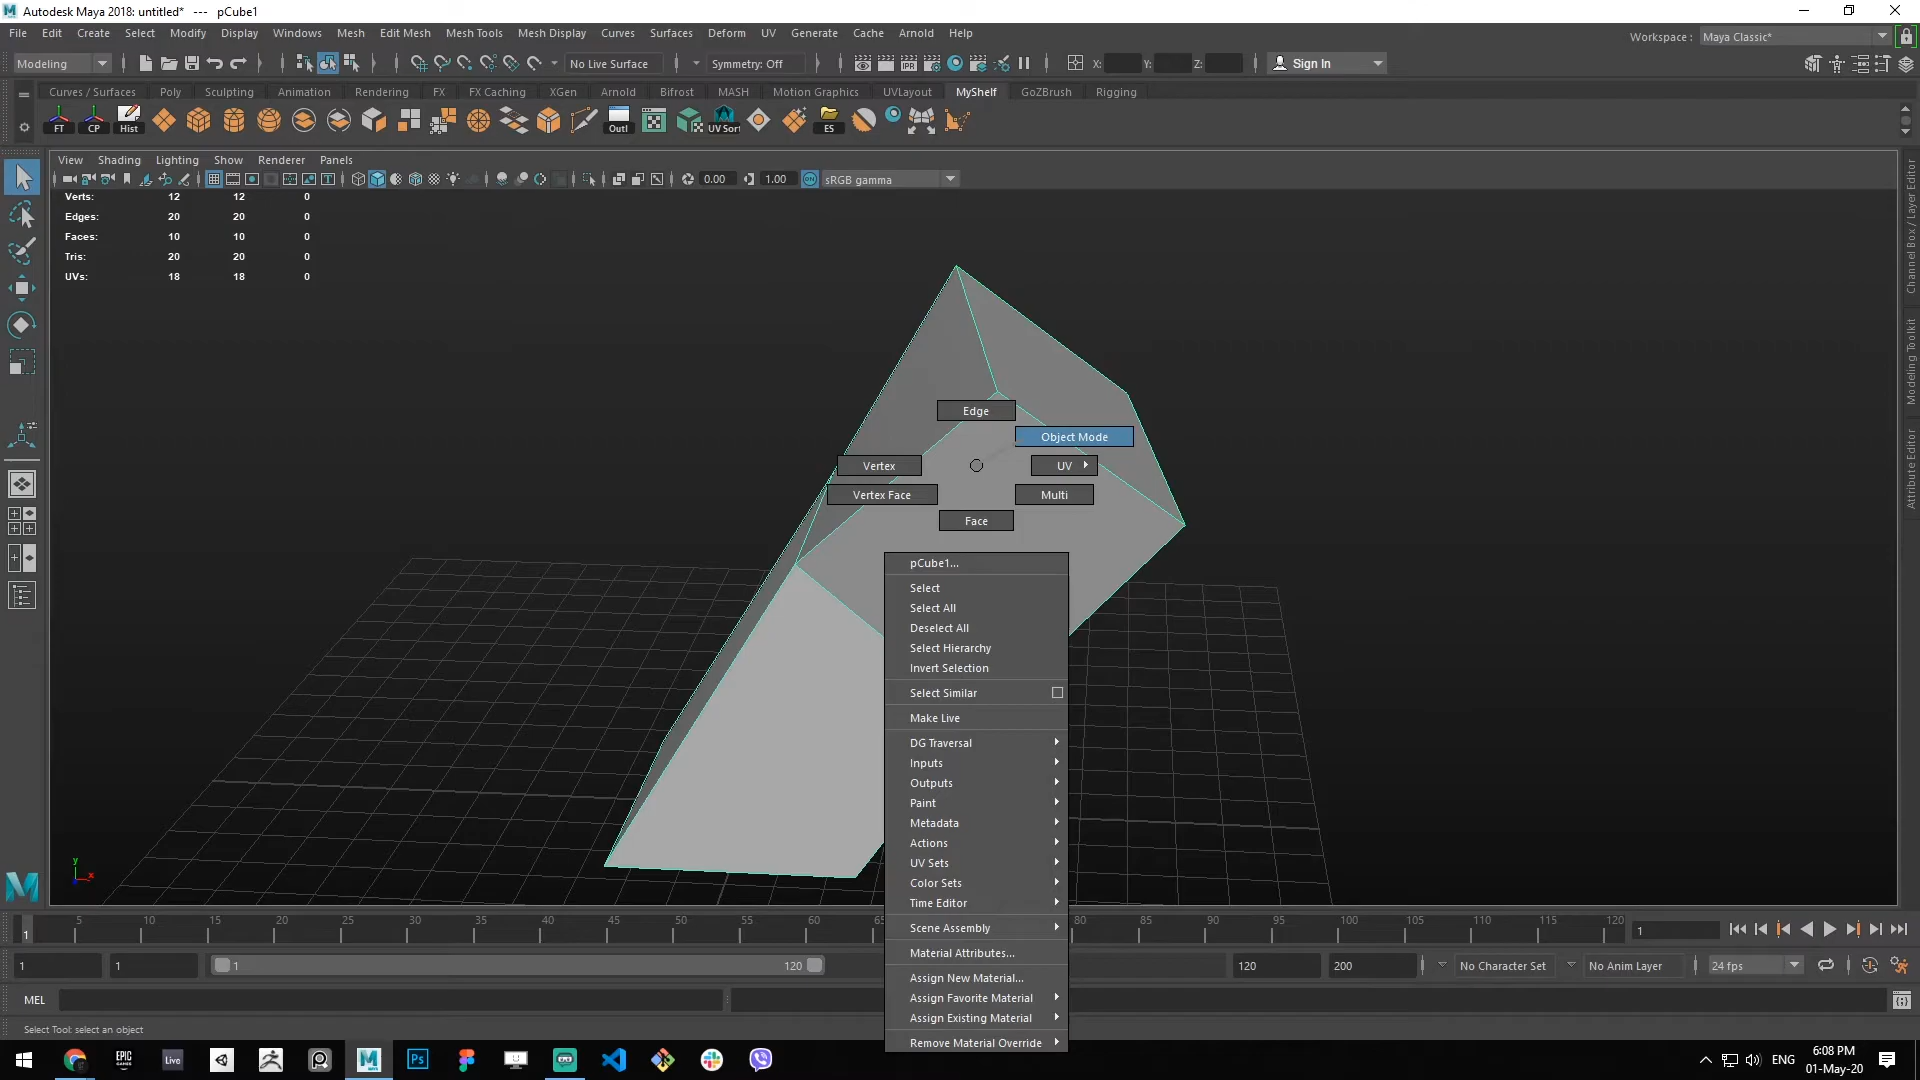 Autodesk Maya 2018: untitled* --- pCube1
File Edit Create Select Modify Display Windows Mesh Edit Mesh Mesh Tools Mesh Display Curves Surfaces Deform UV Generate Cache Arnold Help
Workspace : Maya Classic*
Modeling No Live Surface Symmetry: Off X: Y: Z: Sign In
Curves / Surfaces Poly Sculpting Animation Rendering FX FX Caching XGen Arnold Bifrost MASH Motion Graphics UVLayout MyShelf GoZBrush Rigging
FT CP Hist Outl UV Sort ES
View Shading Lighting Show Renderer Panels
0.00 1.00 ON sRGB gamma
Verts: 12 12 0
Edges: 20 20 0
Faces: 10 10 0
Tris: 20 20 0
UVs: 18 18 0
Channel Box / Layer Editor
Modeling Toolkit
Attribute Editor
Edge
Object Mode
Vertex
UV
Vertex Face
Multi
Face
pCube1...
Select
Select All
Deselect All
Select Hierarchy
Invert Selection
Select Similar
Make Live
DG Traversal
Inputs
Outputs
Paint
Metadata
Actions
UV Sets
Color Sets
Time Editor
Scene Assembly
Material Attributes...
Assign New Material...
Assign Favorite Material
Assign Existing Material
Remove Material Override
y
x
1 5 10 15 20 25 30 35 40 45 50 55 60 65 80 85 90 95 100 105 110 115 120 1
1 1 1 120 120 200 No Character Set No Anim Layer 24 fps
MEL
Select Tool: select an object
EPIC GAMES Live Ps
ENG 6:08 PM
01-May-20